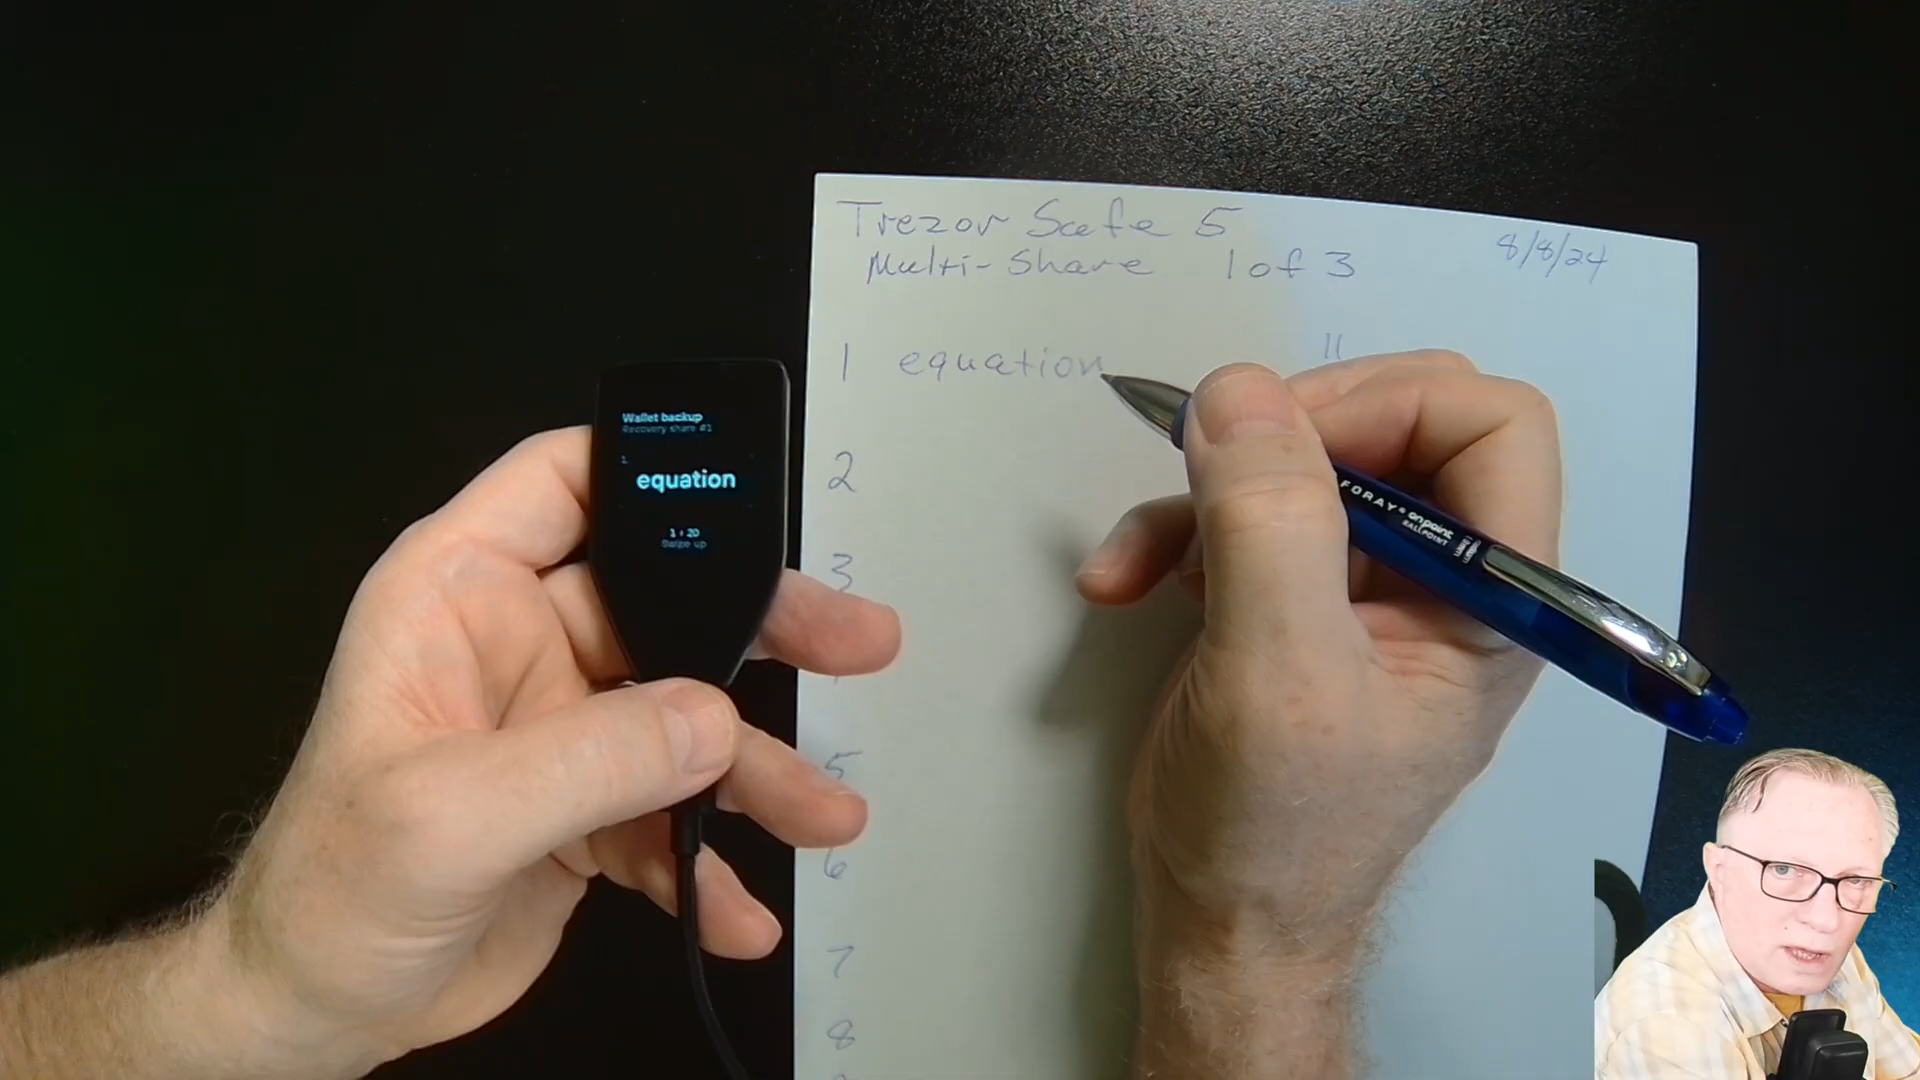 Trezor Safe 5
8/8/24
Multi-Share 1 of 3
1 equation
11
2
3
5
6
7
8
Wallet backup
Recovery share #1
1.
equation
1 / 20
Swipe up
FORAY onpoint
BALLPOINT